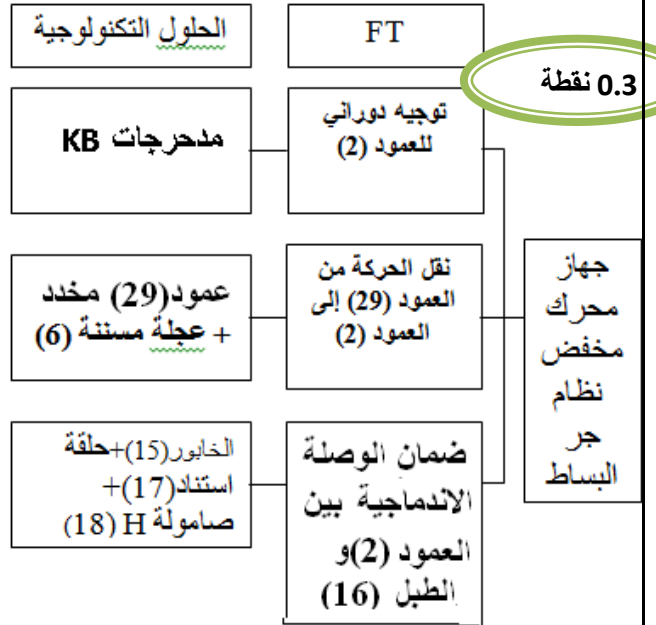 الحلول التكنولوجية
FT
0.3 نقطة
توجيه دوراني
للعمود (2)
مدحرجات KB
جهاز
محرك
مخفض
نظام
جر
البساط
نقل الحركة من
العمود (29) إلى
العمود (2)
عمود(29) مخدد
+ عجلة مسننة (6)
ضمان الوصلة
الاندماجية بين
العمود (2)و
الطبل (16)
الخابور(15)+حلقة
استناد(17)+
صامولة H (18)